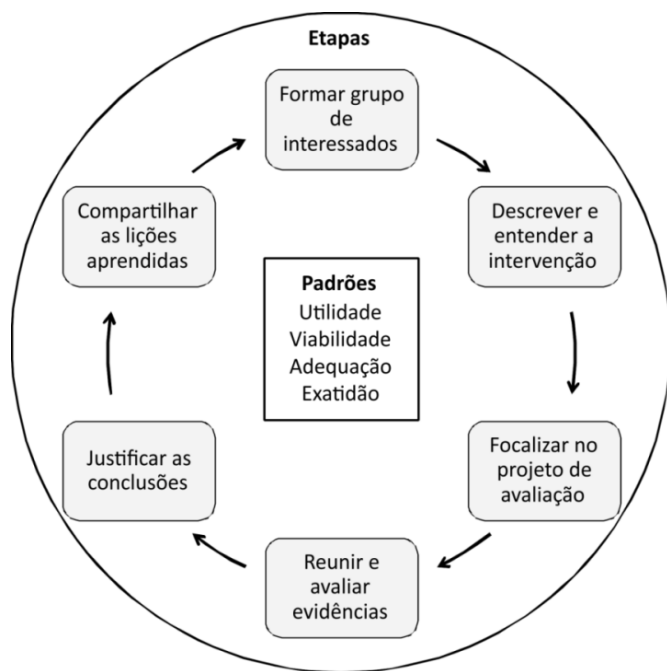 Etapas
Formar grupo
de
interessados
Descrever e
entender a
intervenção
Focalizar no
projeto de
avaliação
Reunir e
avaliar
evidências
Justificar as
conclusões
Compartilhar
as lições
aprendidas
Padrões
Utilidade
Viabilidade
Adequação
Exatidão